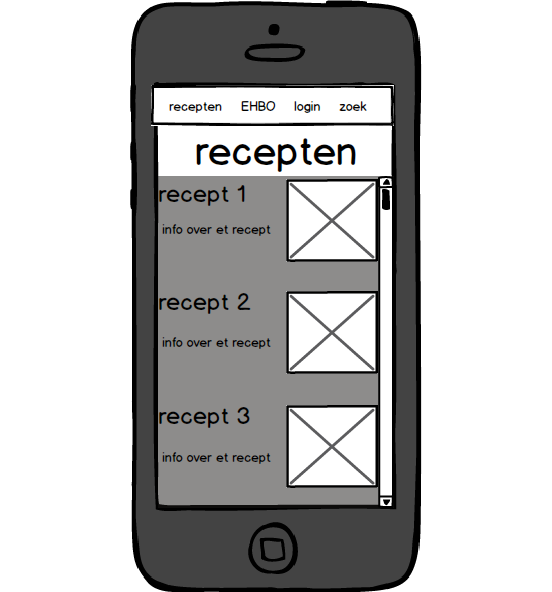 recepten EHBO login zoek
recepten
recept 1
info over et recept
recept 2
info over et recept
recept 3
info over et recept